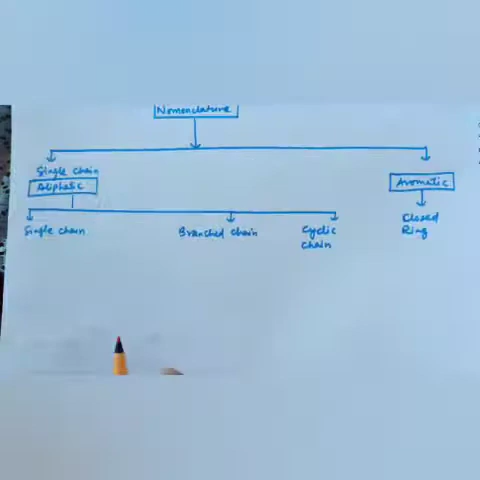 Nomenclature
Single chain
Aliphatic
Aromatic
Closed
Ring
Single chain
Branched chain
Cyclic
chain